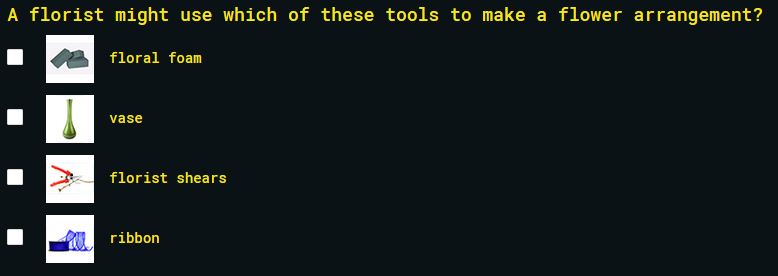 A florist might use which of these tools to make a flower arrangement?
floral foam
vase
florist shears
ribbon